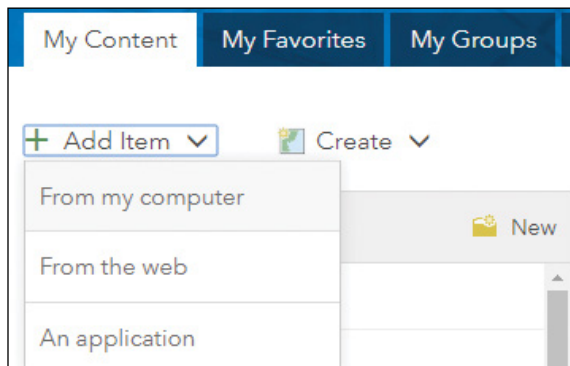 My Content My Favorites My Groups
+ Add Item Create
From my computer
New
From the web
An application